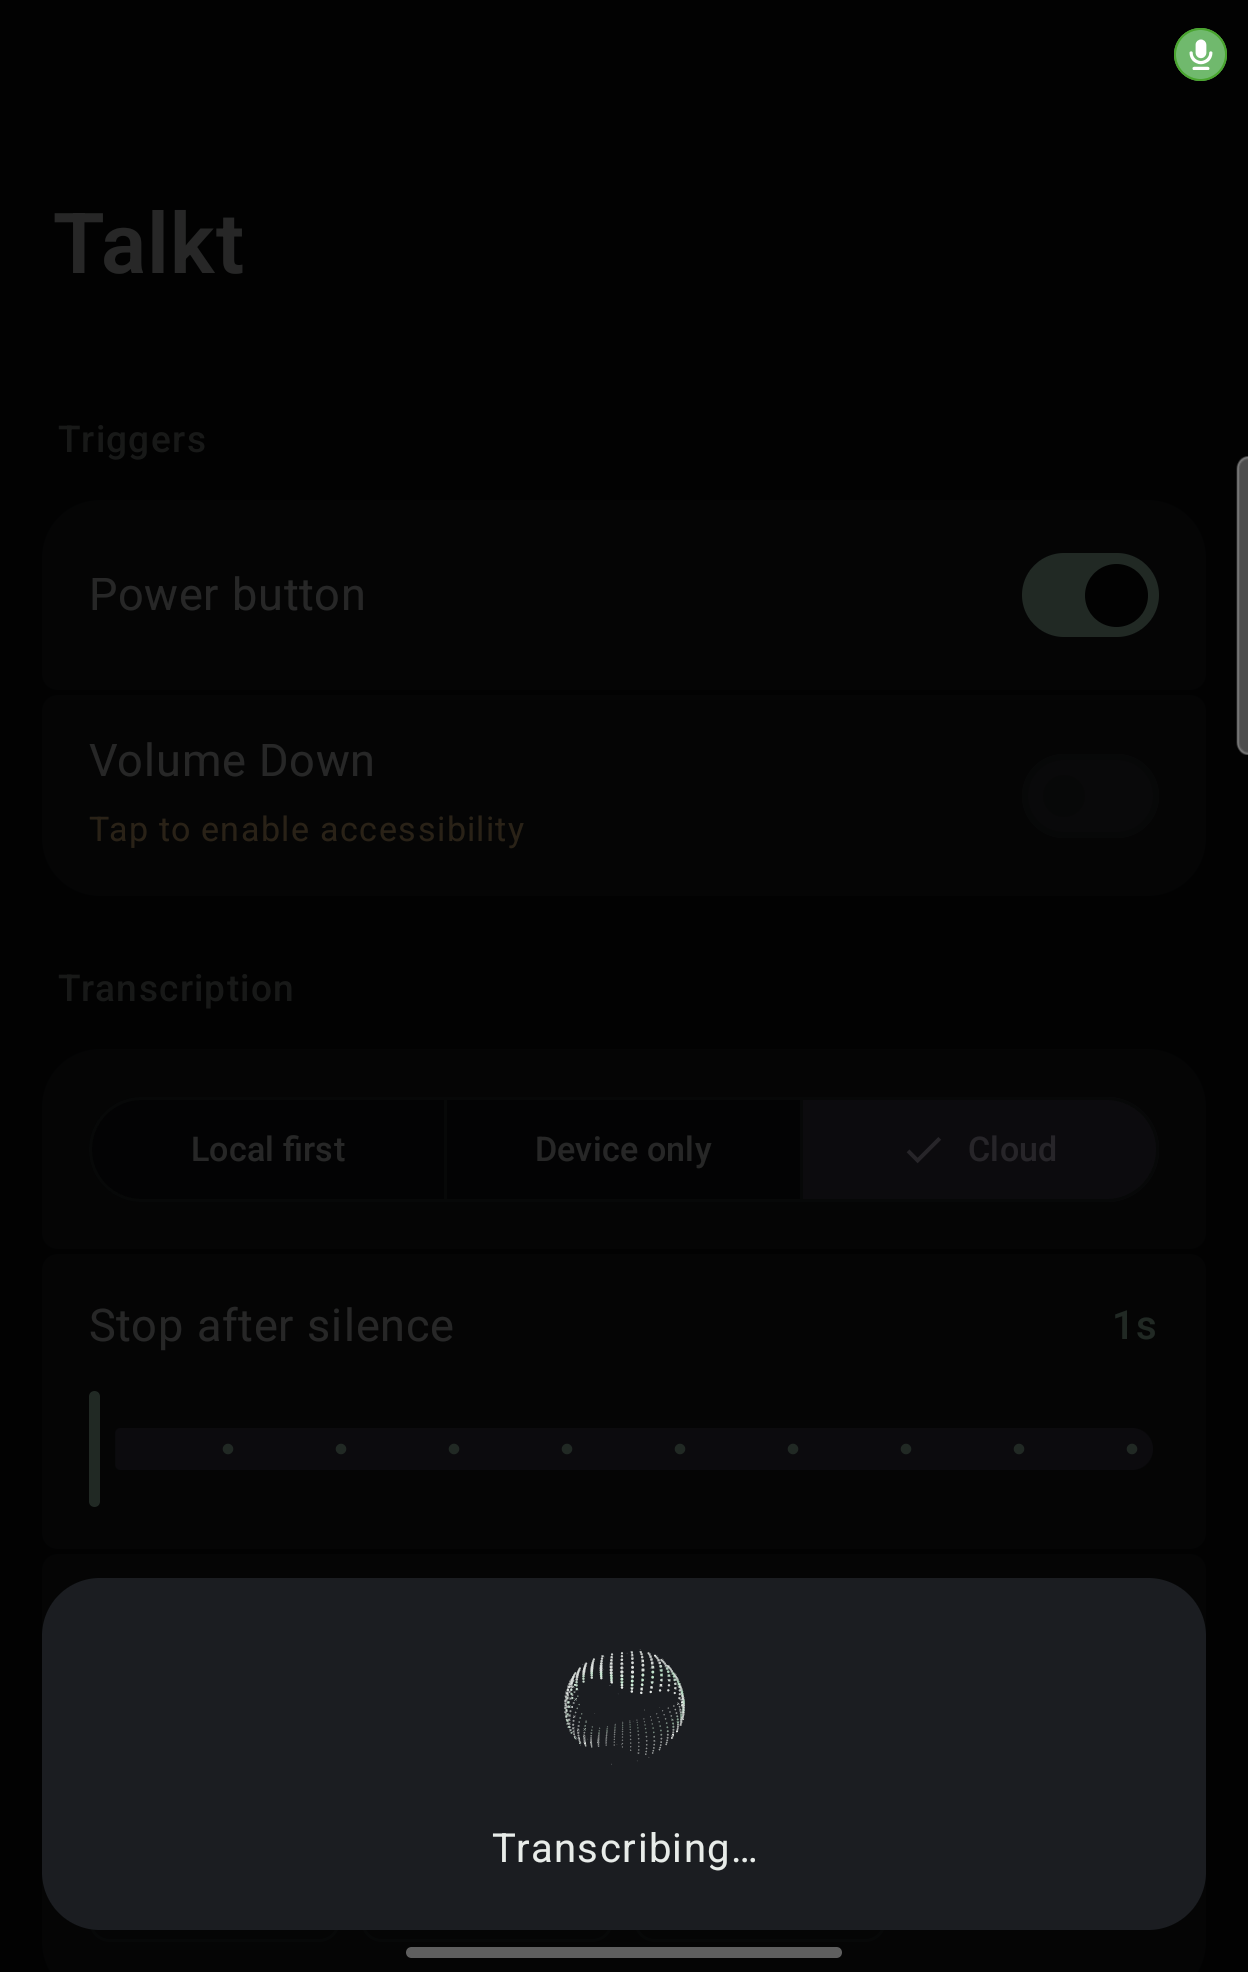 Talkt
Triggers
Power button
Volume Down
Tap to enable accessibility
Transcription
Local first
Device only
Cloud
Stop after silence
1s
Transcribing…